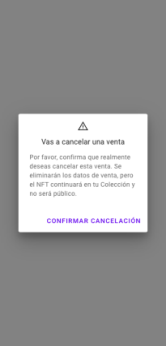 Vas a cancelar una venta
Por favor, confirma que realmente
deseas cancelar esta venta. Se
eliminarán los datos de venta, pero
el NFT continuará en tu Colección y
no será público.
CONFIRMAR CANCELACIÓN